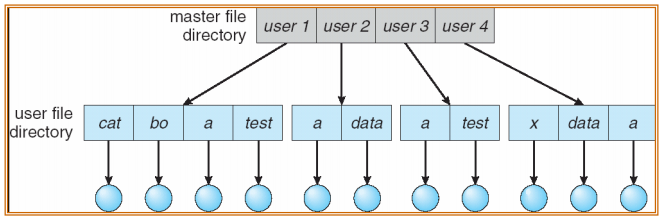 master file
directory
user 1 user 2 user 3 user 4
user file
directory
cat bo a test a data a test x data a